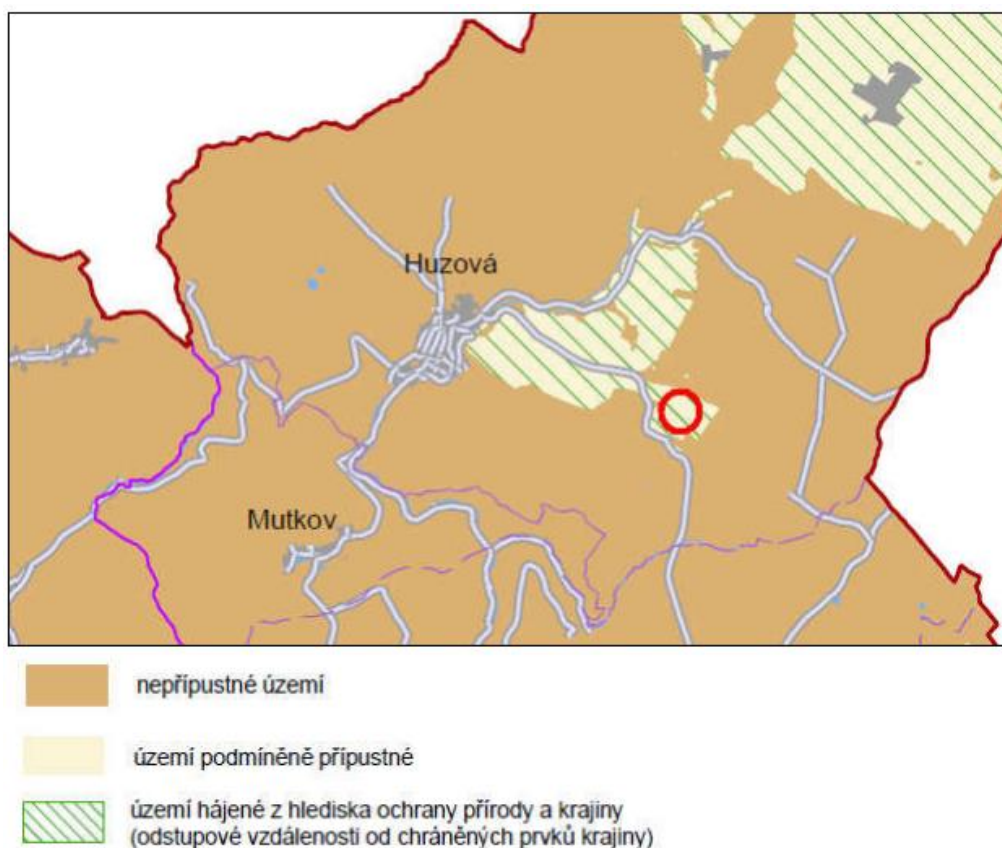 Huzová
Mutkov
nepřípustné území
území podmíněně přípustné
území hájené z hlediska ochrany přírody a krajiny
(odstupové vzdálenosti od chráněných prvků krajiny)